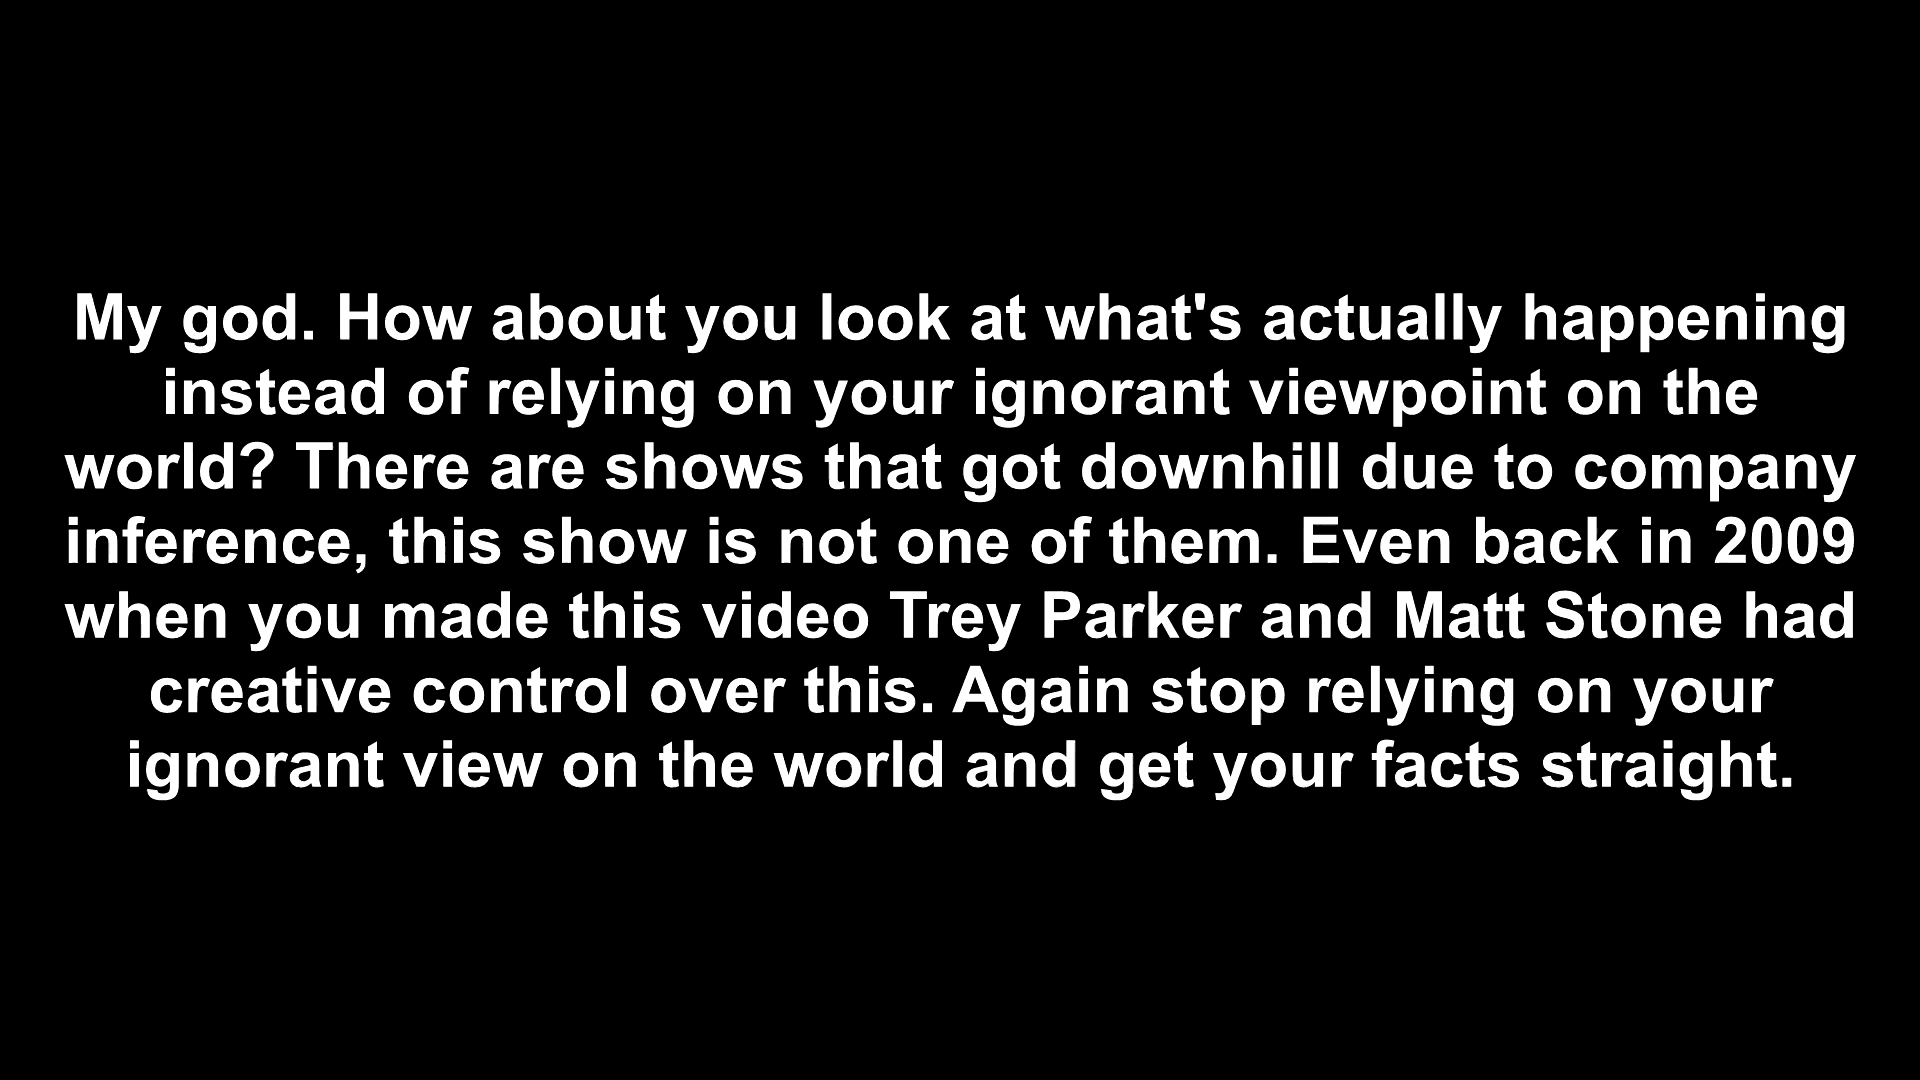 My god. How about you look at what's actually happening
instead of relying on your ignorant viewpoint on the
world? There are shows that got downhill due to company
inference, this show is not one of them. Even back in 2009
when you made this video Trey Parker and Matt Stone had
creative control over this. Again stop relying on your
ignorant view on the world and get your facts straight.